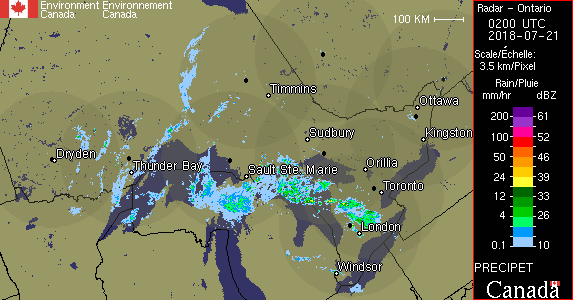 Environment Environnement
Canada Canada
100 KM
Timmins
Ottawa
Sudbury
Kingston
Dryden
Thunder Bay
Sault Ste. Marie
Orillia
Toronto
London
Windsor
Radar - Ontario
0200 UTC
2018-07-21
Scale/Échelle:
3.5 km/Pixel
Rain/Pluie
mm/hr dBZ
200 61
100 52
50 46
24 39
12 33
4 26
0.1 10
PRECIPET
Canada